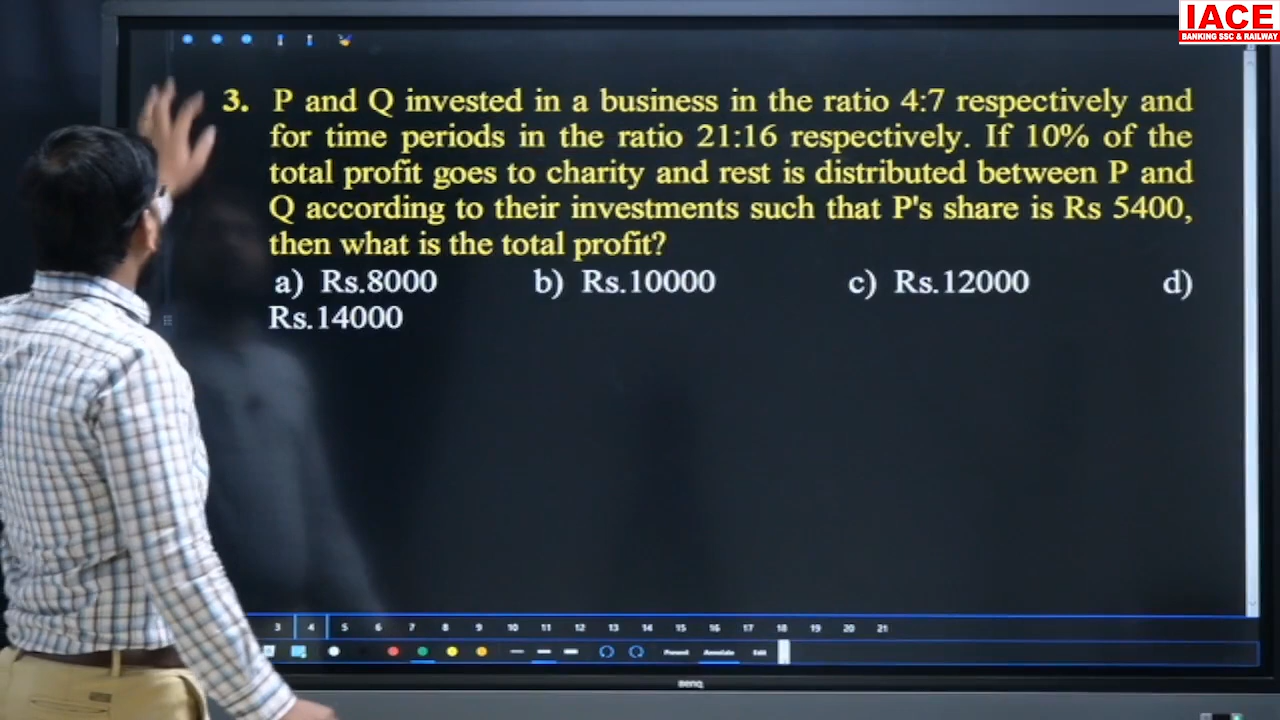 IACE
BANKING SSC & RAILWAY
3. P and Q invested in a business in the ratio 4:7 respectively and
for time periods in the ratio 21:16 respectively. If 10% of the
total profit goes to charity and rest is distributed between P and
Q according to their investments such that P's share is Rs 5400,
then what is the total profit?
a) Rs.8000 b) Rs.10000 c) Rs.12000 d)
Rs.14000
3 4 5 6 7 8 9 10 11 12 13 14 15 16 17 18 19 20 21
Present Annotate Edit
BenQ